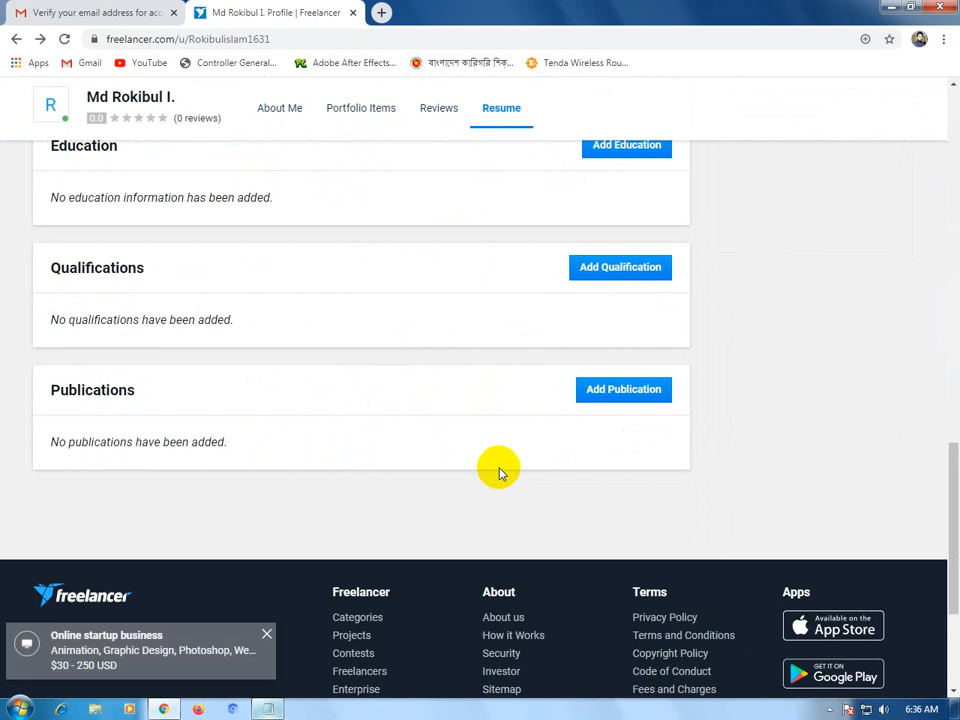 Verify your email address for acc
Md Rokibul I. Profile | Freelancer
freelancer.com/u/Rokibulislam1631
Apps
Gmail
YouTube
Controller General...
Adobe After Effects...
বাংলাদেশ কারিগরি শিক...
Tenda Wireless Rou...
R
Md Rokibul I.
0.0
(0 reviews)
About Me
Portfolio Items
Reviews
Resume
Education
Add Education
No education information has been added.
Qualifications
Add Qualification
No qualifications have been added.
Publications
Add Publication
No publications have been added.
freelancer
Freelancer
Categories
Projects
Contests
Freelancers
Enterprise
About
About us
How it Works
Security
Investor
Sitemap
Terms
Privacy Policy
Terms and Conditions
Copyright Policy
Code of Conduct
Fees and Charges
Apps
Available on the
App Store
GET IT ON
Google Play
Online startup business
Animation, Graphic Design, Photoshop, We...
$30 - 250 USD
6:36 AM